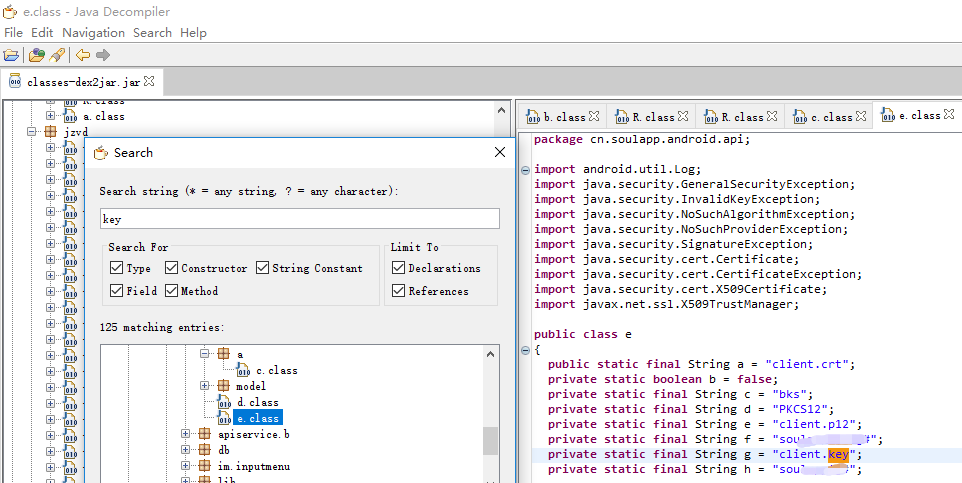 e.class - Java Decompiler
File Edit Navigation Search Help
classes-dex2jar.jar
a.class
jzvd
Search
Search string (* = any string, ? = any character):
key
Search For
Type Constructor String Constant
Field Method
Limit To
Declarations
References
125 matching entries:
a
c.class
model
d.class
e.class
apiservice.b
db
im.inputmenu
b.class R.class R.class c.class e.class
package cn.soulapp.android.api;
import android.util.Log;
import java.security.GeneralSecurityException;
import java.security.InvalidKeyException;
import java.security.NoSuchAlgorithmException;
import java.security.NoSuchProviderException;
import java.security.SignatureException;
import java.security.cert.Certificate;
import java.security.cert.CertificateException;
import java.security.cert.X509Certificate;
import javax.net.ssl.X509TrustManager;
public class e
{
public static final String a = "client.crt";
private static boolean b = false;
private static final String c = "bks";
private static final String d = "PKCS12";
private static final String e = "client.p12";
private static final String f = "
private static final String g = "client.key";
private static final String h = "